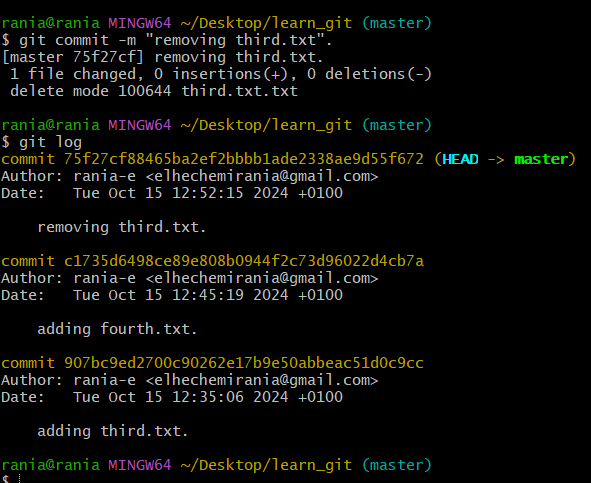 rania@rania MINGW64 ~/Desktop/learn_git (master)
$ git commit -m "removing third.txt".
[master 75f27cf] removing third.txt.
 1 file changed, 0 insertions(+), 0 deletions(-)
 delete mode 100644 third.txt.txt

rania@rania MINGW64 ~/Desktop/learn_git (master)
$ git log
commit 75f27cf88465ba2ef2bbbb1ade2338ae9d55f672 (HEAD -> master)
Author: rania-e <elhechemirania@gmail.com>
Date:   Tue Oct 15 12:52:15 2024 +0100

    removing third.txt.

commit c1735d6498ce89e808b0944f2c73d96022d4cb7a
Author: rania-e <elhechemirania@gmail.com>
Date:   Tue Oct 15 12:45:19 2024 +0100

    adding fourth.txt.

commit 907bc9ed2700c90262e17b9e50abbeac51d0c9cc
Author: rania-e <elhechemirania@gmail.com>
Date:   Tue Oct 15 12:35:06 2024 +0100

    adding third.txt.

rania@rania MINGW64 ~/Desktop/learn_git (master)
$